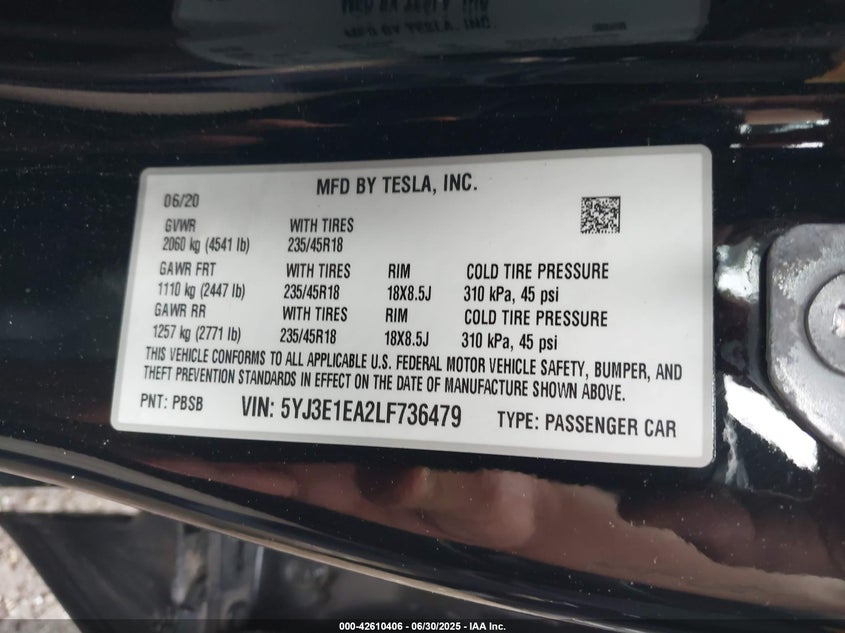 MFD BY TESLA, INC.
06/20
GVWR WITH TIRES
2060 kg (4541 lb) 235/45R18
GAWR FRT WITH TIRES RIM COLD TIRE PRESSURE
1110 kg (2447 lb) 235/45R18 18X8.5J 310 kPa, 45 psi
GAWR RR WITH TIRES RIM COLD TIRE PRESSURE
1257 kg (2771 lb) 235/45R18 18X8.5J 310 kPa, 45 psi
THIS VEHICLE CONFORMS TO ALL APPLICABLE U.S. FEDERAL MOTOR VEHICLE SAFETY, BUMPER, AND
THEFT PREVENTION STANDARDS IN EFFECT ON THE DATE OF MANUFACTURE SHOWN ABOVE.
PNT: PBSB VIN: 5YJ3E1EA2LF736479 TYPE: PASSENGER CAR
000-42610406 - 06/30/2025 - IAA Inc.